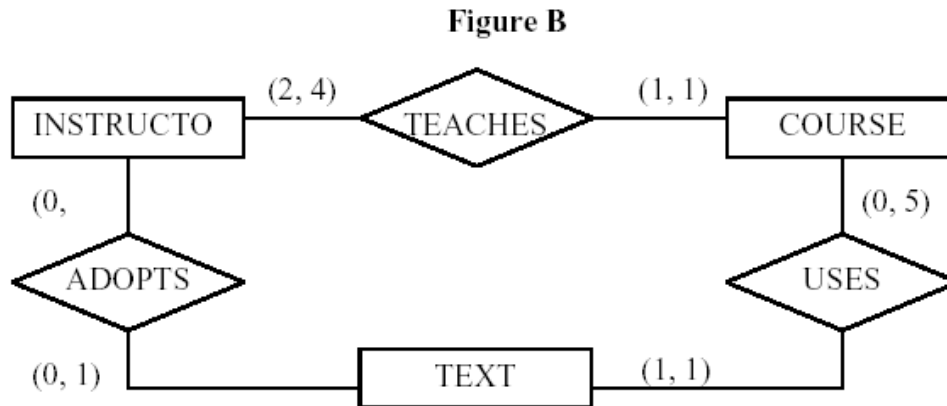 Figure B
(2, 4)
(1, 1)
INSTRUCTO
TEACHES
COURSE
(0,
(0, 5)
ADOPTS
USES
(0, 1)
TEXT
(1, 1)